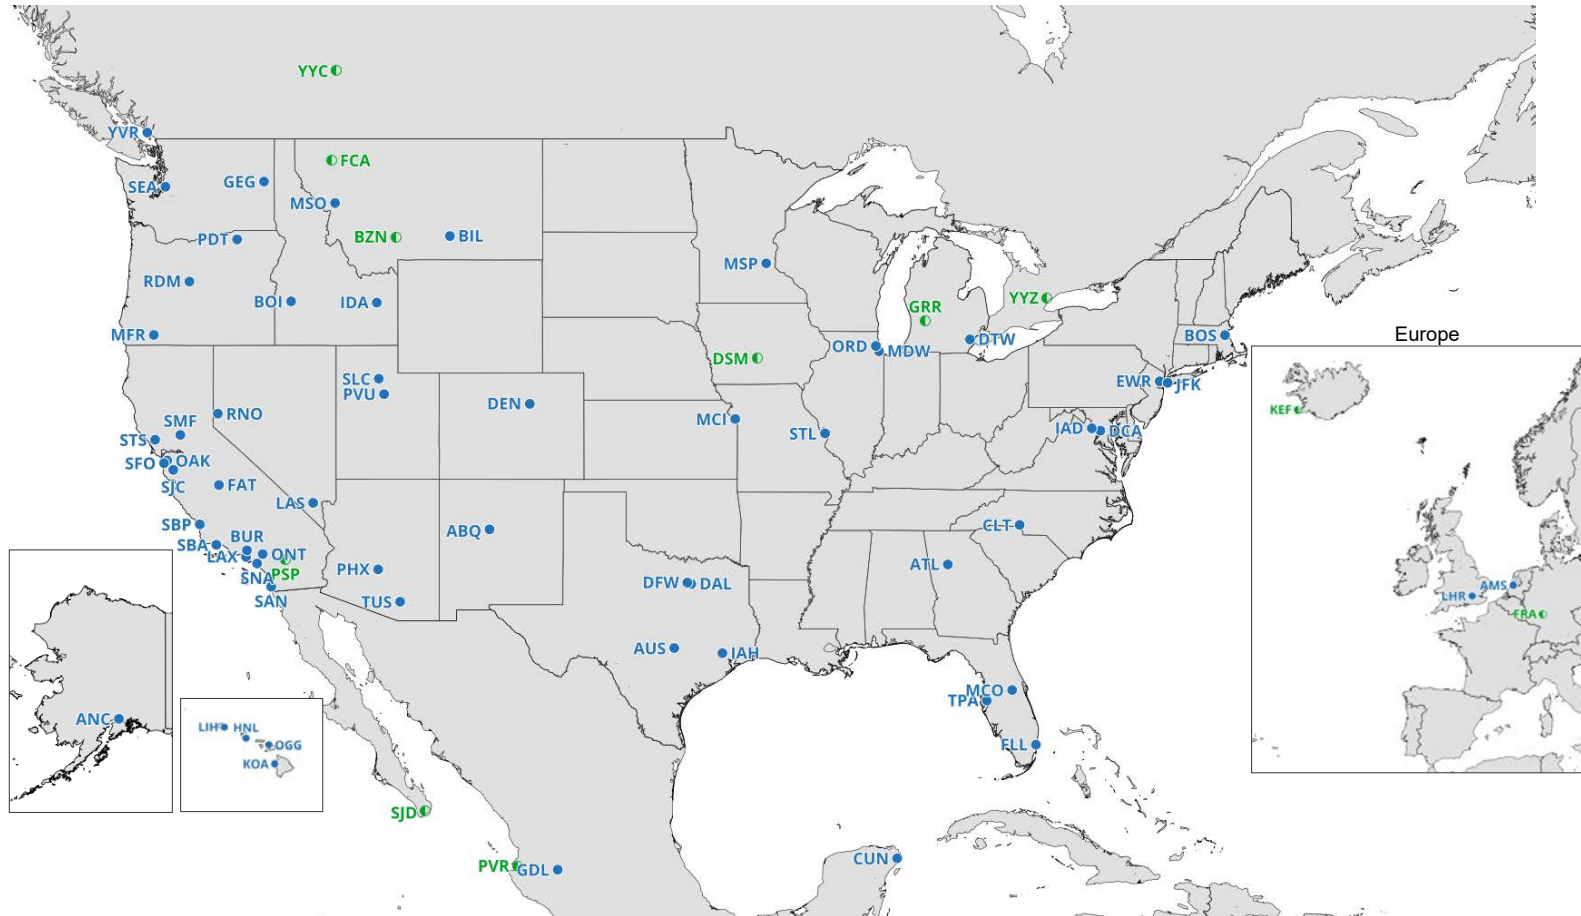 YYC
YVR
FCA
SEA
GEG
MSO
PDT
BZN
BIL
MSP
RDM
BOI
IDA
YYZ
GRR
MFR
ORD
MDW
DTW
BOS
Europe
DSM
SLC
PVU
EWR
JFK
DEN
RNO
KEF
SMF
STS
MCI
STL
IAD
DCA
SFO
OAK
SJC
FAT
LAS
SBP
ABQ
CLT
BUR
SBA
LAX
ONT
PSP
SNA
SAN
PHX
TUS
DFW
DAL
ATL
AMS
LHR
FRA
AUS
IAH
MCO
TPA
FLL
ANC
LIH
HNL
OGG
KOA
SJD
PVR
GDL
CUN